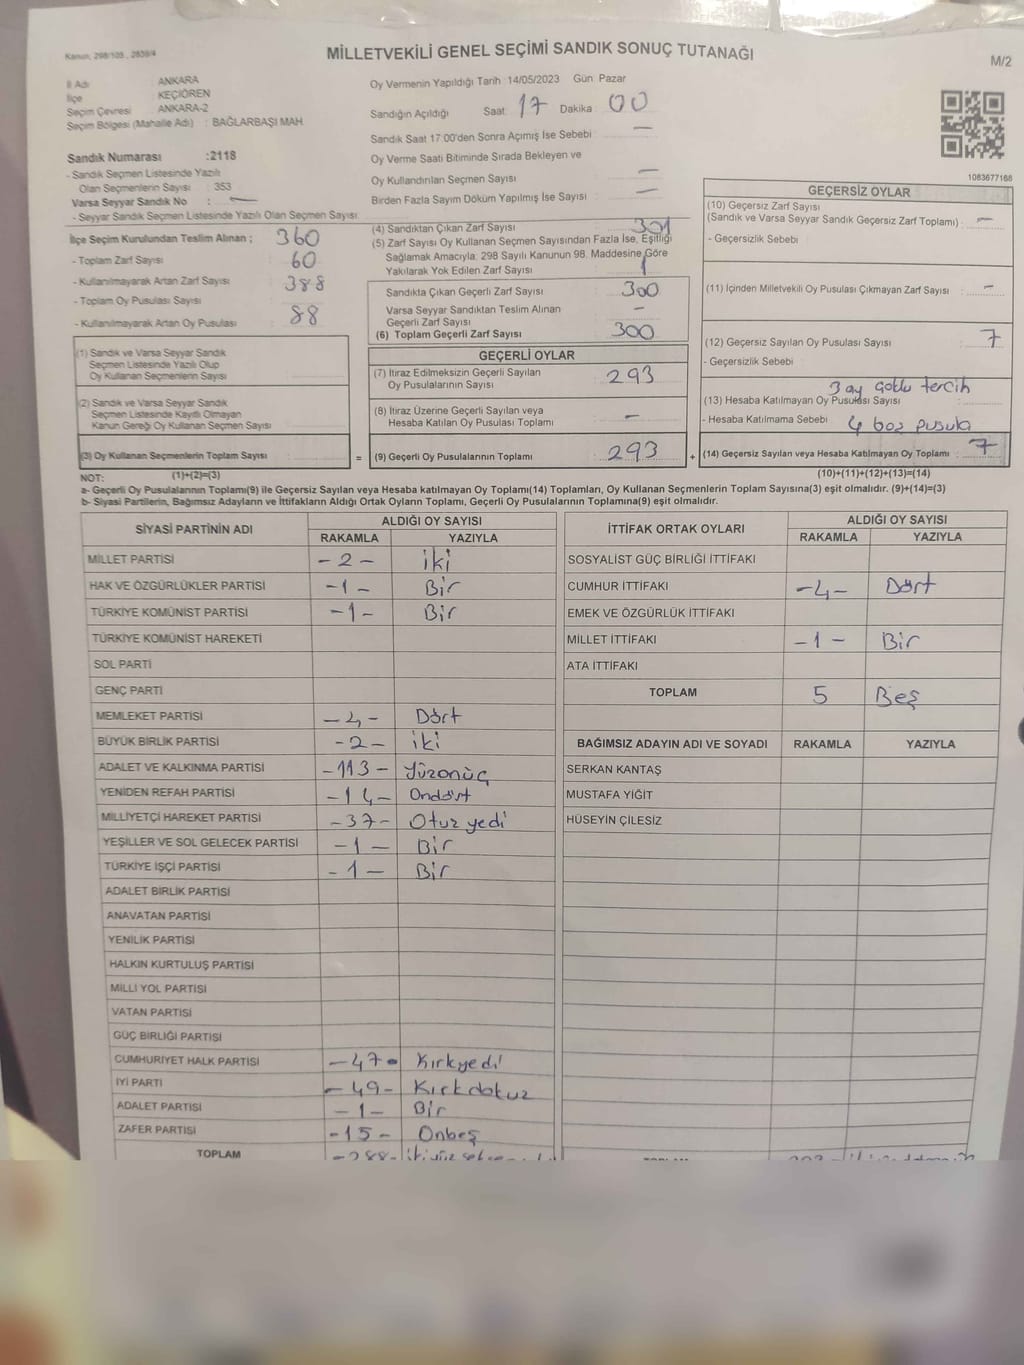 Kanun; 298/105 , 2839/4
MİLLETVEKİLİ GENEL SEÇİMİ SANDIK SONUÇ TUTANAĞI
M/2
İl Adı ANKARA
İlçe KEÇİÖREN
Seçim Çevresi ANKARA-2
Seçim Bölgesi (Mahalle Adı) : BAĞLARBAŞI MAH.
Sandık Numarası :2118
- Sandık Seçmen Listesinde Yazılı
Olan Seçmenlerin Sayısı : 353
Varsa Seyyar Sandık No : —
- Seyyar Sandık Seçmen Listesinde Yazılı Olan Seçmen Sayısı:
Oy Vermenin Yapıldığı Tarih 14/05/2023 Gün Pazar
Sandığın Açıldığı Saat: 17 Dakika: 00
Sandık Saat 17:00'den Sonra Açımış İse Sebebi : —
Oy Verme Saati Bitiminde Sırada Bekleyen ve
Oy Kullandırılan Seçmen Sayısı : —
Birden Fazla Sayım Döküm Yapılmış İse Sayısı : —
1083677168
İlçe Seçim Kurulundan Teslim Alınan ; 360
- Toplam Zarf Sayısı 60
- Kullanılmayarak Artan Zarf Sayısı 388
- Toplam Oy Pusulası Sayısı
- Kullanılmayarak Artan Oy Pusulası 88
(4) Sandıktan Çıkan Zarf Sayısı 301
(5) Zarf Sayısı Oy Kullanan Seçmen Sayısından Fazla İse, Eşitliği
Sağlamak Amacıyla, 298 Sayılı Kanunun 98. Maddesine Göre
Yakılarak Yok Edilen Zarf Sayısı : 1
Sandıkta Çıkan Geçerli Zarf Sayısı : 300
Varsa Seyyar Sandıktan Teslim Alınan
Geçerli Zarf Sayısı : —
(6) Toplam Geçerli Zarf Sayısı : 300
GEÇERSİZ OYLAR
(10) Geçersiz Zarf Sayısı
(Sandık ve Varsa Seyyar Sandık Geçersiz Zarf Toplamı) : —
- Geçersizlik Sebebi
(11) İçinden Milletvekili Oy Pusulası Çıkmayan Zarf Sayısı : —
(12) Geçersiz Sayılan Oy Pusulası Sayısı : 7
- Geçersizlik Sebebi
3 ay çoklu tercih
(13) Hesaba Katılmayan Oy Pusulası Sayısı :
- Hesaba Katılmama Sebebi 4 boz pusula
(14) Geçersiz Sayılan veya Hesaba Katılmayan Oy Toplamı : 7
(10)+(11)+(12)+(13)=(14)
(1) Sandık ve Varsa Seyyar Sandık
Seçmen Listesinde Yazılı Olup
Oy Kullanan Seçmenlerin Sayısı :
(2) Sandık ve Varsa Seyyar Sandık
Seçmen Listesinde Kayıtlı Olmayan
Kanun Gereği Oy Kullanan Seçmen Sayısı :
(3) Oy Kullanan Seçmenlerin Toplam Sayısı :
(1)+(2)=(3)
GEÇERLİ OYLAR
(7) İtiraz Edilmeksizin Geçerli Sayılan
Oy Pusulalarının Sayısı : 293
(8) İtiraz Üzerine Geçerli Sayılan veya
Hesaba Katılan Oy Pusulası Toplamı : —
= (9) Geçerli Oy Pusulalarının Toplamı : 293 +
NOT:
a- Geçerli Oy Pusulalarının Toplamı(9) ile Geçersiz Sayılan veya Hesaba katılmayan Oy Toplamı(14) Toplamları, Oy Kullanan Seçmenlerin Toplam Sayısına(3) eşit olmalıdır. (9)+(14)=(3)
b- Siyasi Partilerin, Bağımsız Adayların ve İttifakların Aldığı Ortak Oyların Toplamı, Geçerli Oy Pusulalarının Toplamına(9) eşit olmalıdır.
SİYASİ PARTİNİN ADI ALDIĞI OY SAYISI
RAKAMLA YAZIYLA
MİLLET PARTİSİ -2- iki
HAK VE ÖZGÜRLÜKLER PARTİSİ -1- Bir
TÜRKİYE KOMÜNİST PARTİSİ -1- Bir
TÜRKİYE KOMÜNİST HAREKETİ
SOL PARTİ
GENÇ PARTİ
MEMLEKET PARTİSİ -4- Dört
BÜYÜK BİRLİK PARTİSİ -2- iki
ADALET VE KALKINMA PARTİSİ -113- Yüzonüç
YENİDEN REFAH PARTİSİ -14- Ondört
MİLLİYETÇİ HAREKET PARTİSİ -37- Otuz yedi
YEŞİLLER VE SOL GELECEK PARTİSİ -1- Bir
TÜRKİYE İŞÇİ PARTİSİ -1- Bir
ADALET BİRLİK PARTİSİ
ANAVATAN PARTİSİ
YENİLİK PARTİSİ
HALKIN KURTULUŞ PARTİSİ
MİLLİ YOL PARTİSİ
VATAN PARTİSİ
GÜÇ BİRLİĞİ PARTİSİ
CUMHURİYET HALK PARTİSİ -47- Kırkyedi
İYİ PARTİ -49- Kırkdokuz
ADALET PARTİSİ -1- Bir
ZAFER PARTİSİ -15- Onbeş
TOPLAM -288-
İTTİFAK ORTAK OYLARI ALDIĞI OY SAYISI
RAKAMLA YAZIYLA
SOSYALİST GÜÇ BİRLİĞİ İTTİFAKI
CUMHUR İTTİFAKI -4- Dört
EMEK VE ÖZGÜRLÜK İTTİFAKI
MİLLET İTTİFAKI -1- Bir
ATA İTTİFAKI
TOPLAM 5 Beş
BAĞIMSIZ ADAYIN ADI VE SOYADI RAKAMLA YAZIYLA
SERKAN KANTAŞ
MUSTAFA YİĞİT
HÜSEYİN ÇİLESİZ